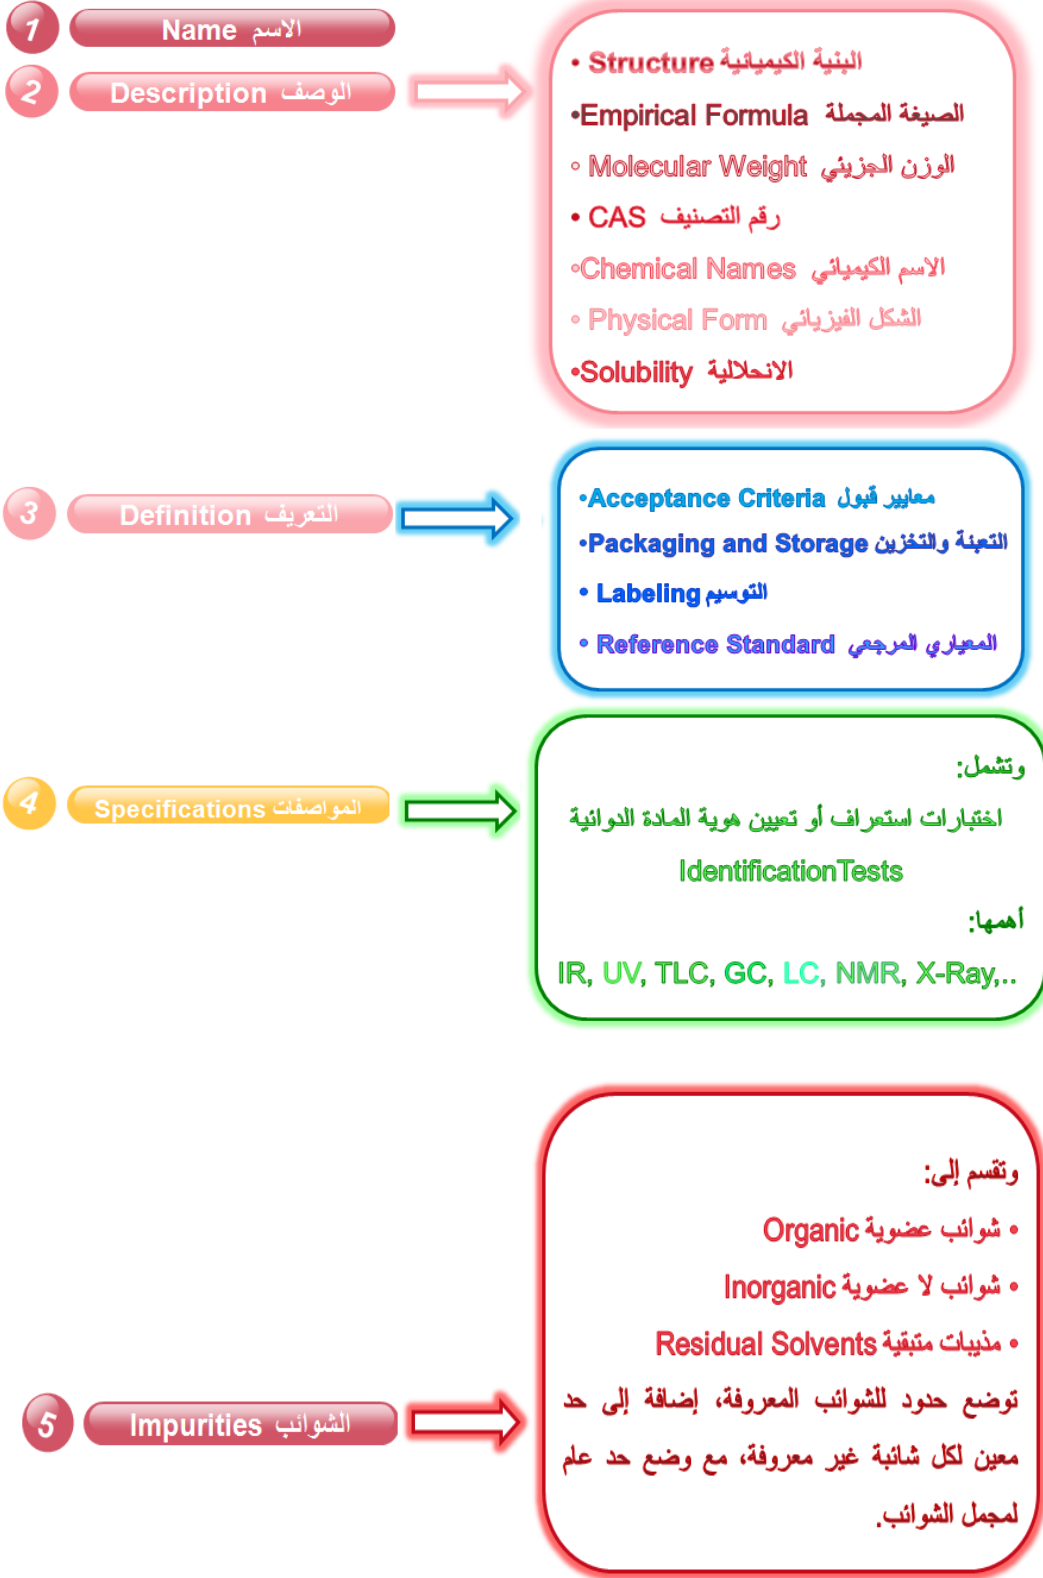 1 الاسم Name
2 الوصف Description
• Structure البنية الكيميائية
•Empirical Formula الصيغة المجملة
• Molecular Weight الوزن الجزيئي
• CAS رقم التصنيف
•Chemical Names الاسم الكيميائي
• Physical Form الشكل الفيزيائي
•Solubility الانحلالية
3 التعريف Definition
•Acceptance Criteria معايير قبول
•Packaging and Storage التعبئة والتخزين
• Labeling التوسيم
• Reference Standard المعياري المرجعي
4 المواصفات Specifications
وتشمل:
اختبارات استعراف أو تعيين هوية المادة الدوائية
IdentificationTests
أهمها:
IR, UV, TLC, GC, LC, NMR, X-Ray,..
5 الشوائب Impurities
وتقسم إلى:
• شوائب عضوية Organic
• شوائب لا عضوية Inorganic
• مذيبات متبقية Residual Solvents
توضع حدود للشوائب المعروفة، إضافة إلى حد
معين لكل شائبة غير معروفة، مع وضع حد عام
لمجمل الشوائب.